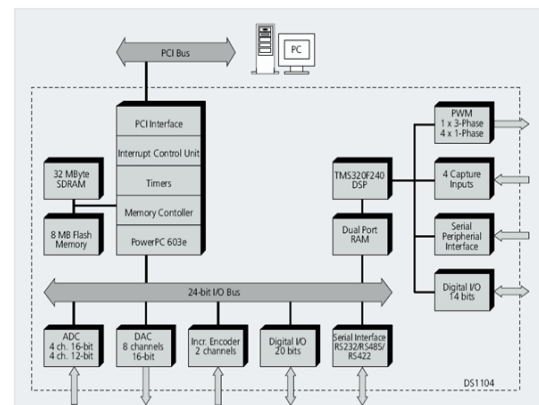 PCI Bus
PC
PCI Interface
Interrupt Control Unit
Timers
Memory Contoller
PowerPC 603e
32 MByte
SDRAM
8 MB Flash
Memory
TMS320F240
DSP
Dual Port
RAM
PWM
1 x 3-Phase
4 x 1-Phase
4 Capture
Inputs
Serial
Peripherial
Interface
Digital I/O
14 bits
24-bit I/O Bus
ADC
4 ch. 16-bit
4 ch. 12-bit
DAC
8 channels
16-bit
Incr. Encoder
2 channels
Digital I/O
20 bits
Serial Interface
RS232/RS485/
RS422
DS1104